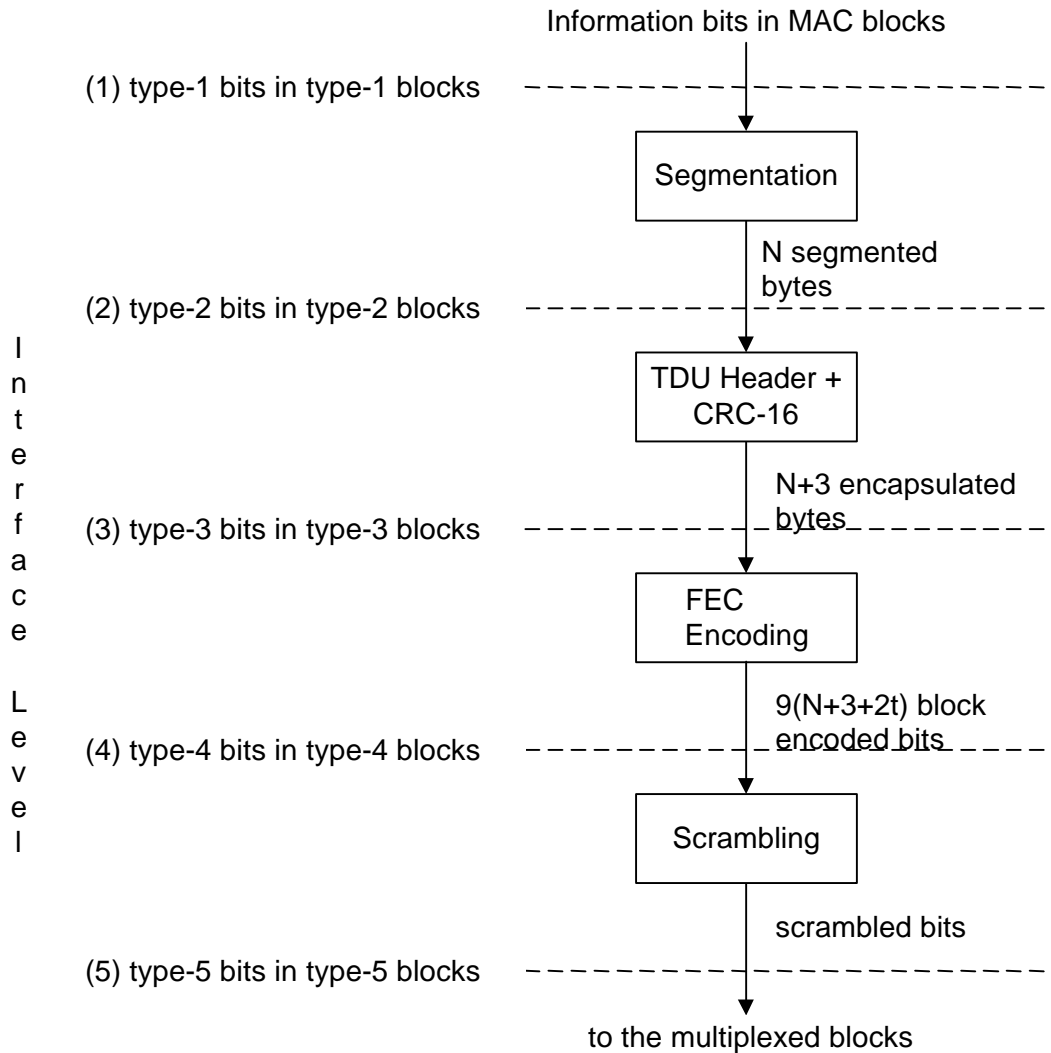 Information bits in MAC blocks
(1) type-1 bits in type-1 blocks
Segmentation
N segmented
bytes
(2) type-2 bits in type-2 blocks
TDU Header +
CRC-16
N+3 encapsulated
bytes
(3) type-3 bits in type-3 blocks
FEC
Encoding
9(N+3+2t) block
encoded bits
(4) type-4 bits in type-4 blocks
Scrambling
scrambled bits
(5) type-5 bits in type-5 blocks
to the multiplexed blocks
Interface Level